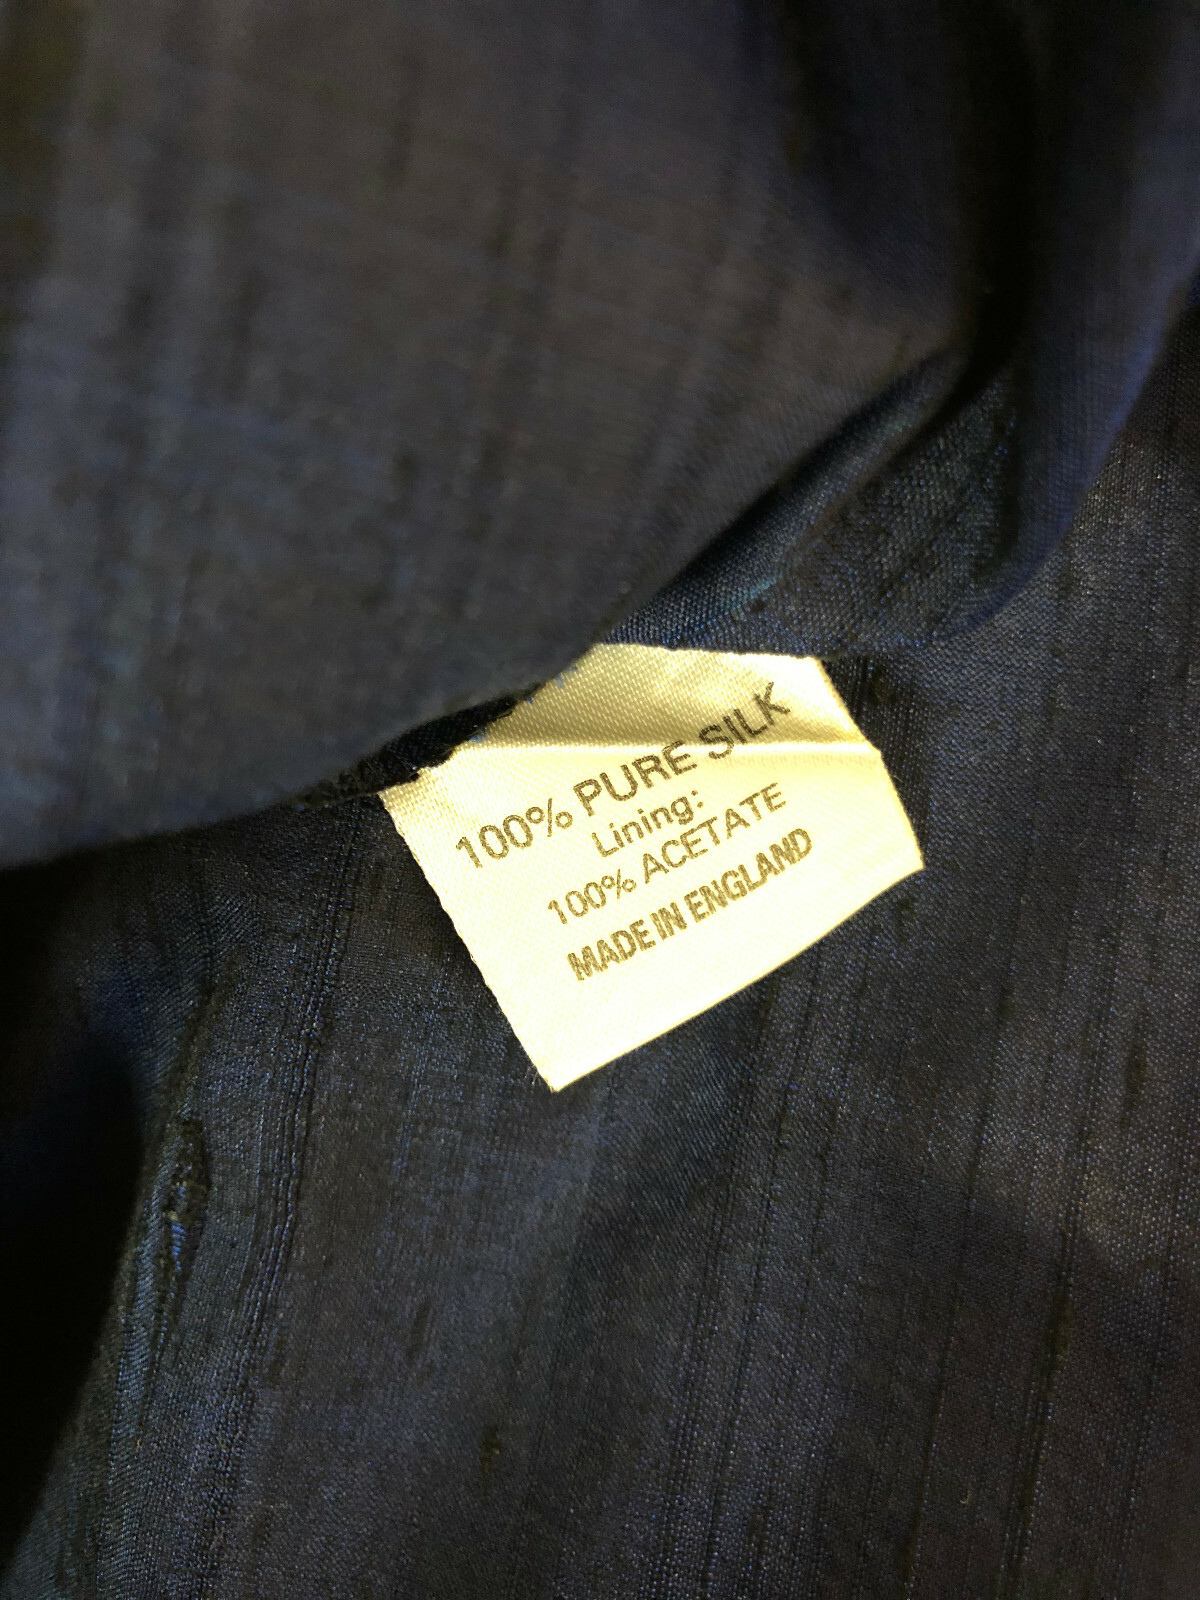 100% PURE SILK
Lining:
100% ACETATE
MADE IN ENGLAND